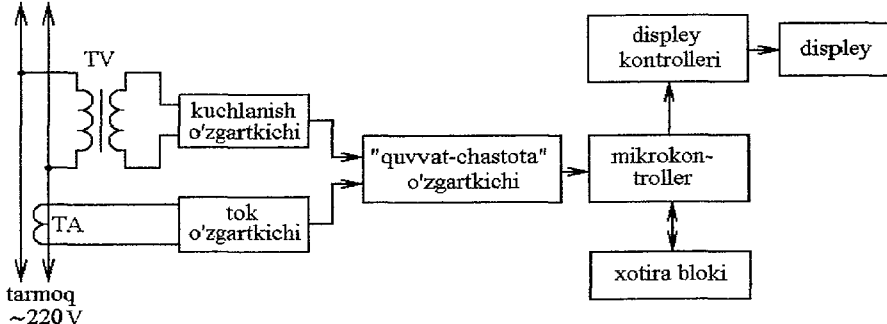 TV
kuchlanish
o'zgartkichi
TA
tok
o'zgartkichi
tarmoq
~220 V
"quvvat-chastota"
o'zgartkichi
mikrokon-
troller
displey
kontrolleri
displey
xotira bloki